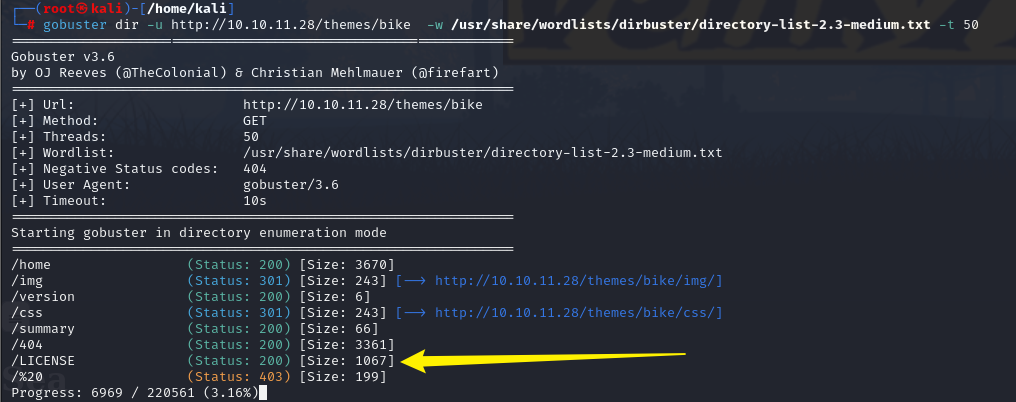 ┌──(root㉿kali)-[/home/kali]
└─# gobuster dir -u http://10.10.11.28/themes/bike -w /usr/share/wordlists/dirbuster/directory-list-2.3-medium.txt -t 50
===============================================================
Gobuster v3.6
by OJ Reeves (@TheColonial) & Christian Mehlmauer (@firefart)
===============================================================
[+] Url: http://10.10.11.28/themes/bike
[+] Method: GET
[+] Threads: 50
[+] Wordlist: /usr/share/wordlists/dirbuster/directory-list-2.3-medium.txt
[+] Negative Status codes: 404
[+] User Agent: gobuster/3.6
[+] Timeout: 10s
===============================================================
Starting gobuster in directory enumeration mode
===============================================================
/home (Status: 200) [Size: 3670]
/img (Status: 301) [Size: 243] [--> http://10.10.11.28/themes/bike/img/]
/version (Status: 200) [Size: 6]
/css (Status: 301) [Size: 243] [--> http://10.10.11.28/themes/bike/css/]
/summary (Status: 200) [Size: 66]
/404 (Status: 200) [Size: 3361]
/LICENSE (Status: 200) [Size: 1067]
/%20 (Status: 403) [Size: 199]
Progress: 6969 / 220561 (3.16%)